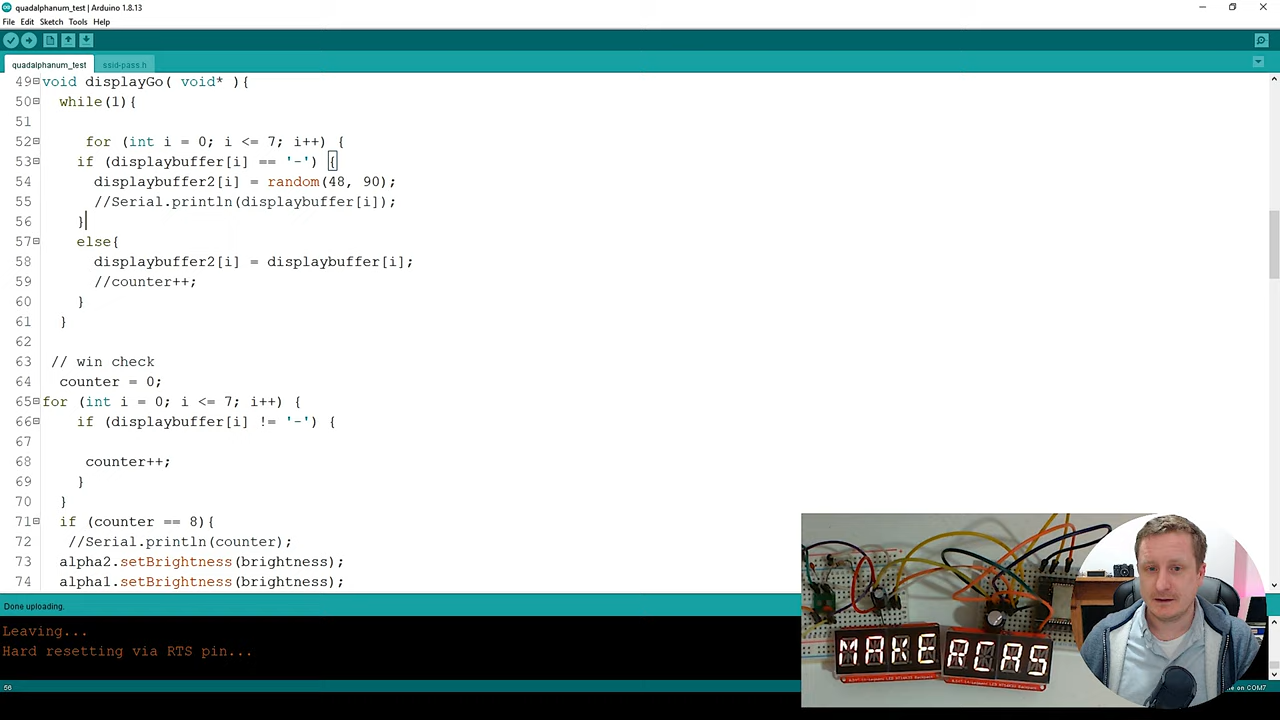 quadalphanum_test | Arduino 1.8.13
File Edit Sketch Tools Help
quadalphanum_test ssid-pass.h
49 void displayGo( void* ){
50 while(1){
51
52 for (int i = 0; i <= 7; i++) {
53 if (displaybuffer[i] == '-') {
54 displaybuffer2[i] = random(48, 90);
55 //Serial.println(displaybuffer[i]);
56 }
57 else{
58 displaybuffer2[i] = displaybuffer[i];
59 //counter++;
60 }
61 }
62
63 // win check
64 counter = 0;
65 for (int i = 0; i <= 7; i++) {
66 if (displaybuffer[i] != '-') {
67
68 counter++;
69 }
70 }
71 if (counter == 8){
72 //Serial.println(counter);
73 alpha2.setBrightness(brightness);
74 alpha1.setBrightness(brightness);
Done uploading.
Leaving...
Hard resetting via RTS pin...
MAKERCAS
56 on COM7